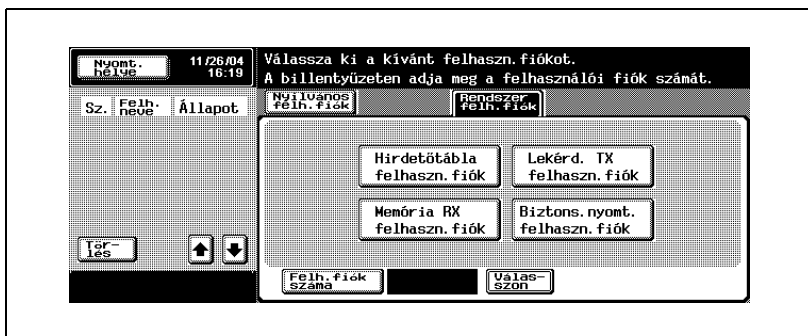 Nyomt. helye
11/26/04
16:19
Válassza ki a kívánt felhaszn.fiókot.
A billentyűzeten adja meg a felhasználói fiók számát.
Sz. Felh. neve Állapot
Nyilvános felh.fiók
Rendszer felh.fiók
Hirdetőtábla
felhaszn.fiók
Lekérd. TX
felhaszn.fiók
Memória RX
felhaszn.fiók
Biztons.nyomt.
felhaszn.fiók
Tör-
lés
Felh.fiók
száma
Válas-
szon